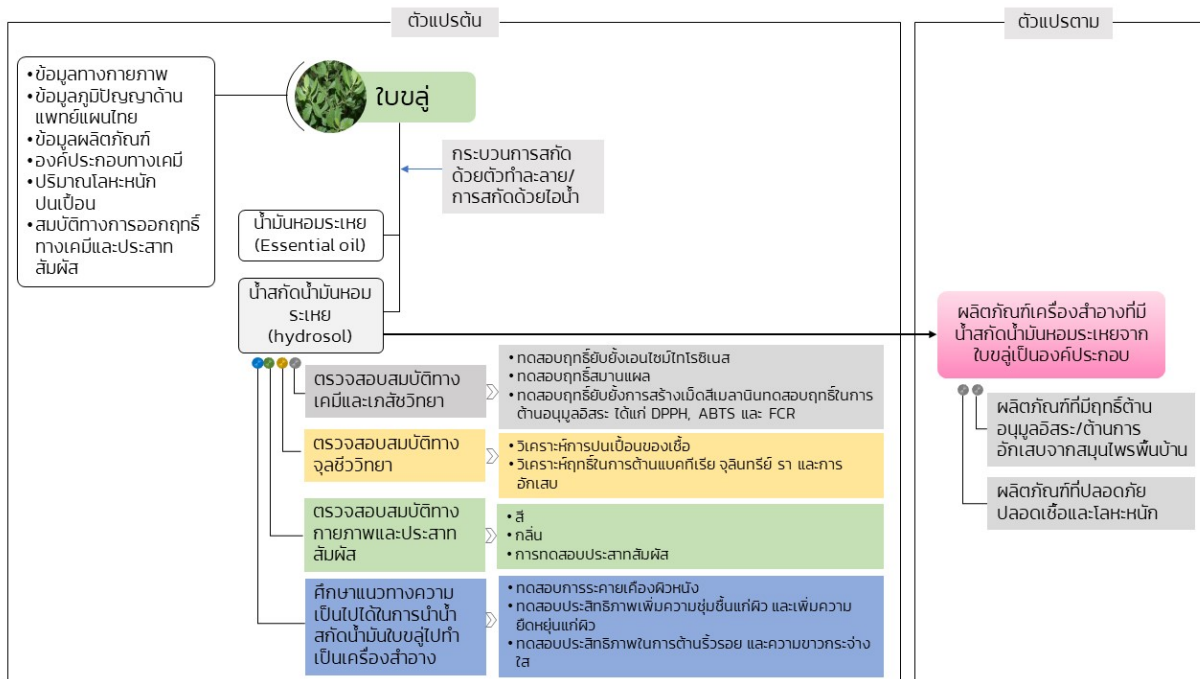 ตัวแปรต้น
ตัวแปรตาม
•ข้อมูลทางกายภาพ
•ข้อมูลภูมิปัญญาด้าน
แพทย์แผนไทย
•ข้อมูลผลิตภัณฑ์
•องค์ประกอบทางเคมี
•ปริมาณโลหะหนัก
ปนเปื้อน
•สมบัติทางการออกฤทธิ์
ทางเคมีและประสาท
สัมผัส
ใบขลู่
กระบวนการสกัด
ด้วยตัวทำละลาย/
การสกัดด้วยไอน้ำ
น้ำมันหอมระเหย
(Essential oil)
น้ำสกัดน้ำมันหอม
ระเหย
(hydrosol)
ตรวจสอบสมบัติทาง
เคมีและเภสัชวิทยา
• ทดสอบฤทธิ์ยับยั้งเอนไซม์ไทโรซิเนส
• ทดสอบฤทธิ์สมานแผล
• ทดสอบฤทธิ์ยับยั้งการสร้างเม็ดสีเมลานินทดสอบฤทธิ์ในการ
ต้านอนุมูลอิสระ ได้แก่ DPPH, ABTS และ FCR
ตรวจสอบสมบัติทาง
จุลชีววิทยา
• วิเคราะห์การปนเปื้อนของเชื้อ
• วิเคราะห์ฤทธิ์ในการต้านแบคทีเรีย จุลินทรีย์ รา และการ
อักเสบ
ตรวจสอบสมบัติทาง
กายภาพและประสาท
สัมผัส
• สี
• กลิ่น
• การทดสอบประสาทสัมผัส
ศึกษาแนวทางความ
เป็นไปได้ในการนำน้ำ
สกัดน้ำมันใบขลู่ไปทำ
เป็นเครื่องสำอาง
• ทดสอบการระคายเคืองผิวหนัง
• ทดสอบประสิทธิภาพเพิ่มความชุ่มชื้นแก่ผิว และเพิ่มความ
ยืดหยุ่นแก่ผิว
• ทดสอบประสิทธิภาพในการต้านริ้วรอย และความขาวกระจ่าง
ใส
ผลิตภัณฑ์เครื่องสำอางที่มี
น้ำสกัดน้ำมันหอมระเหยจาก
ใบขลู่เป็นองค์ประกอบ
ผลิตภัณฑ์ที่มีฤทธิ์ต้าน
อนุมูลอิสระ/ต้านการ
อักเสบจากสมุนไพรพื้นบ้าน
ผลิตภัณฑ์ที่ปลอดภัย
ปลอดเชื้อและโลหะหนัก